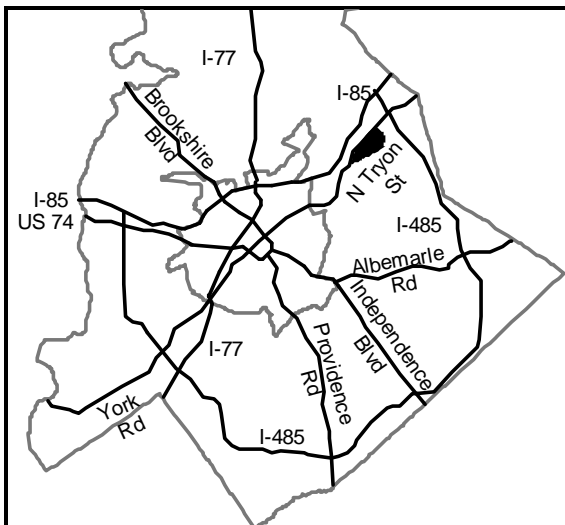 I-77
I-85
Brookshire
Blvd
N Tryon
St
I-85
US 74
I-485
Albemarle
Rd
Independence
Blvd
I-77
Providence
Rd
York
Rd
I-485